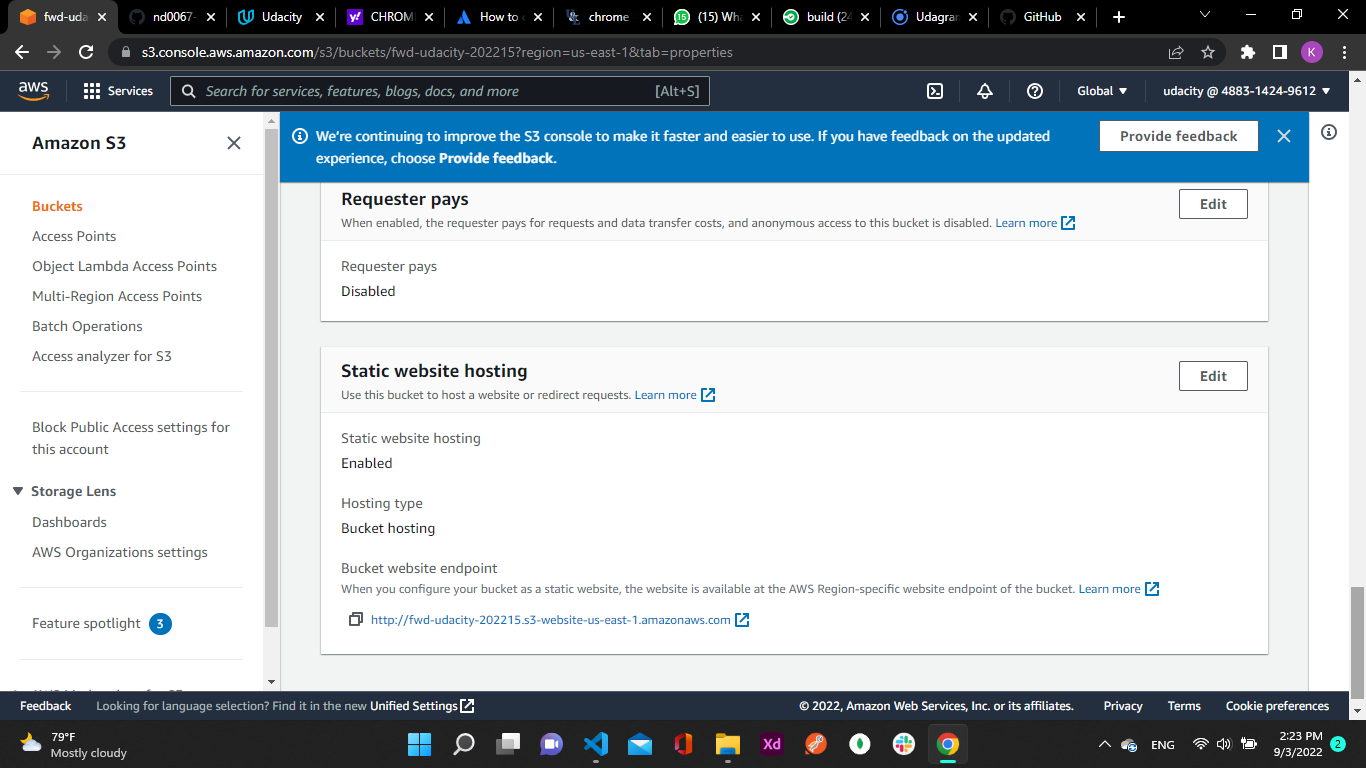 fwd-uda
nd0067-
Udacity
CHROMI
How to c
chrome
(15) Wha
build (24
Udagran
GitHub
s3.console.aws.amazon.com/s3/buckets/fwd-udacity-202215?region=us-east-1&tab=properties
K
aws
Services
Search for services, features, blogs, docs, and more
[Alt+S]
Global
udacity @ 4883-1424-9612
Amazon S3
Buckets
Access Points
Object Lambda Access Points
Multi-Region Access Points
Batch Operations
Access analyzer for S3
Block Public Access settings for
this account
Storage Lens
Dashboards
AWS Organizations settings
Feature spotlight 3
We're continuing to improve the S3 console to make it faster and easier to use. If you have feedback on the updated
experience, choose Provide feedback.
Provide feedback
Requester pays
Edit
When enabled, the requester pays for requests and data transfer costs, and anonymous access to this bucket is disabled. Learn more
Requester pays
Disabled
Static website hosting
Edit
Use this bucket to host a website or redirect requests. Learn more
Static website hosting
Enabled
Hosting type
Bucket hosting
Bucket website endpoint
When you configure your bucket as a static website, the website is available at the AWS Region-specific website endpoint of the bucket. Learn more
http://fwd-udacity-202215.s3-website-us-east-1.amazonaws.com
Feedback
Looking for language selection? Find it in the new Unified Settings
© 2022, Amazon Web Services, Inc. or its affiliates.
Privacy
Terms
Cookie preferences
79°F
Mostly cloudy
Xd
ENG
2:23 PM
9/3/2022
2